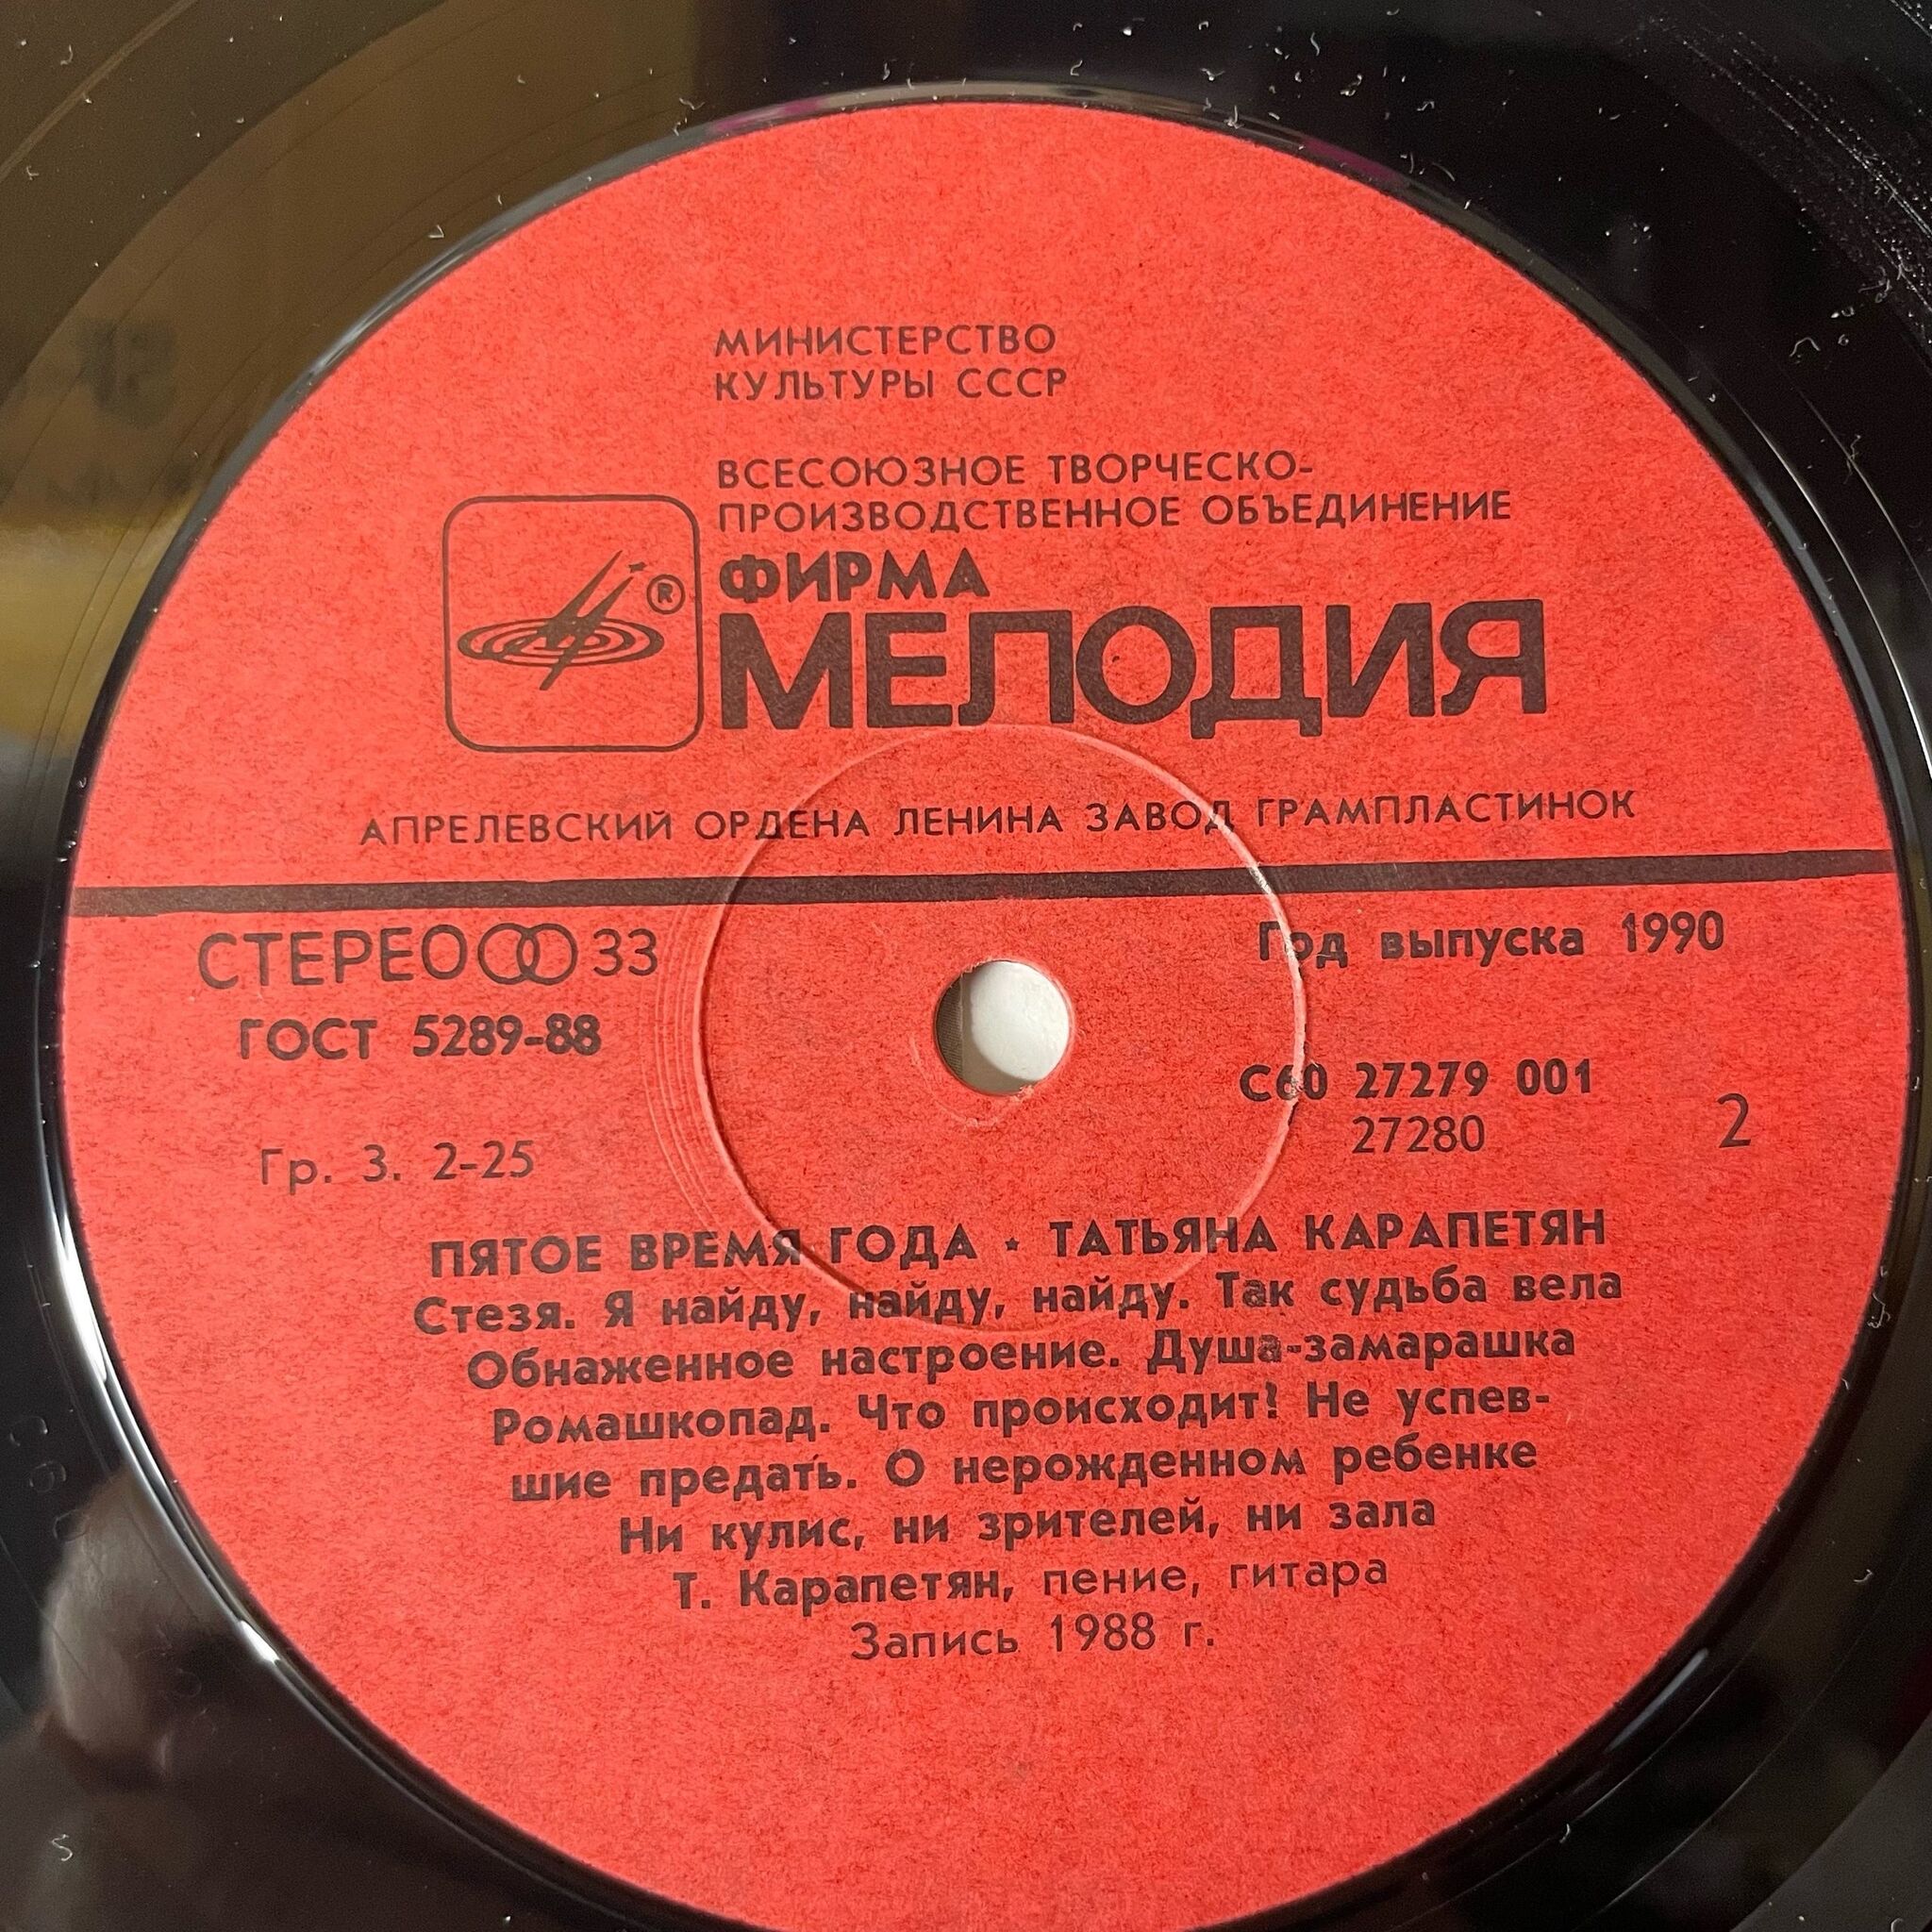 МИНИСТЕРСТВО
КУЛЬТУРЫ СССР
ВСЕСОЮЗНОЕ ТВОРЧЕСКО-
ПРОИЗВОДСТВЕННОЕ ОБЪЕДИНЕНИЕ
ФИРМА
®
МЕЛОДИЯ
АПРЕЛЕВСКИЙ ОРДЕНА ЛЕНИНА ЗАВОД ГРАМПЛАСТИНОК
СТЕРЕО 33
Год выпуска 1990
ГОСТ 5289-88
С60 27279 001
27280
2
Гр. 3. 2-25
ПЯТОЕ ВРЕМЯ ГОДА ⋆ ТАТЬЯНА КАРАПЕТЯН
Стезя. Я найду, найду, найду. Так судьба вела
Обнаженное настроение. Душа-замарашка
Ромашкопад. Что происходит! Не успев-
шие предать. О нерожденном ребенке
Ни кулис, ни зрителей, ни зала
Т. Карапетян, пение, гитара
Запись 1988 г.